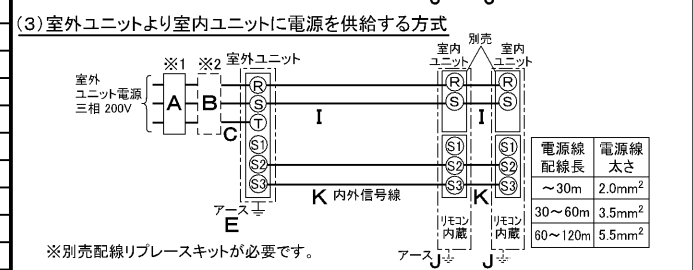 (3)室外ユニットより室内ユニットに電源を供給する方式
※1 ※2 室外ユニット
室内
ユニット
別売
室内
ユニット
室外
ユニット電源
三相 200V
A
B
C
R
S
T
S1
S2
S3
I
R
S
S1
S2
S3
I
R
S
S1
S2
S3
K 内外信号線
K
アース
E
リモコン
内蔵
リモコン
内蔵
アース J
J
※別売配線リプレースキットが必要です。
電源線
配線長
電源線
太さ
~30m 2.0mm²
30~60m 3.5mm²
60~120m 5.5mm²